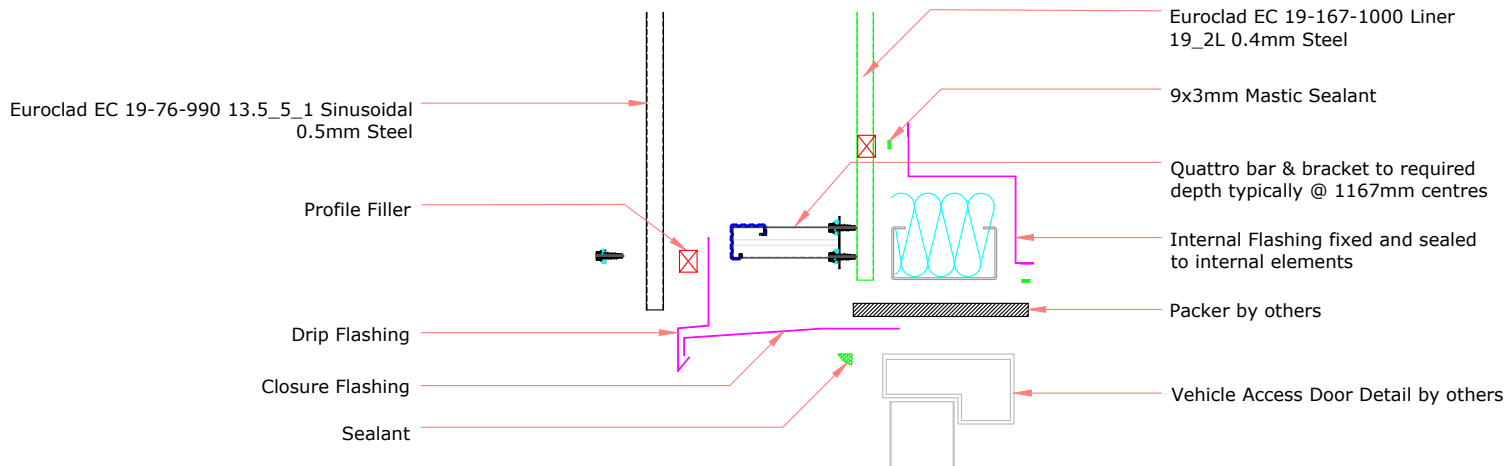 Euroclad EC 19-76-990 13.5_5_1 Sinusoidal
0.5mm Steel
Profile Filler
Drip Flashing
Closure Flashing
Sealant
Euroclad EC 19-167-1000 Liner
19_2L 0.4mm Steel
9x3mm Mastic Sealant
Quattro bar & bracket to required
depth typically @ 1167mm centres
Internal Flashing fixed and sealed
to internal elements
Packer by others
Vehicle Access Door Detail by others